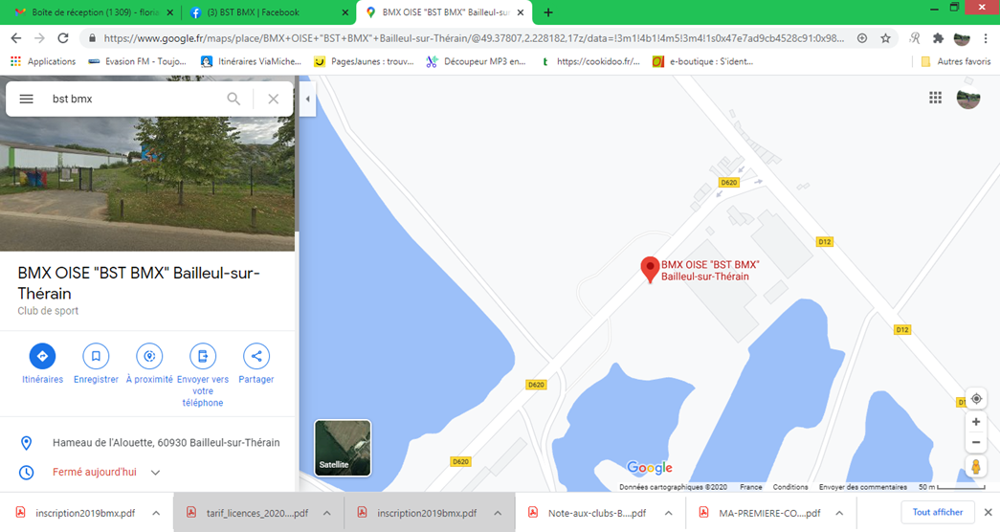 Boîte de réception (1 309) - floria
(3) BST BMX | Facebook
BMX OISE "BST BMX" Bailleul-su
https://www.google.fr/maps/place/BMX+OISE+"BST+BMX"+Bailleul-sur-Thérain/@49.37807,2.228182,17z/data=!3m1!4b1!4m5!3m4!1s0x47e7ad9cb4528c91:0x98...
Applications
Evasion FM - Toujo...
Itinéraires ViaMiche...
PagesJaunes : trouv...
Découpeur MP3 en...
https://cookidoo.fr/...
e-boutique : S'ident...
Autres favoris
bst bmx
BMX OISE "BST BMX" Bailleul-sur-
Thérain
Club de sport
Itinéraires
Enregistrer
À proximité
Envoyer vers
votre
téléphone
Partager
Hameau de l'Alouette, 60930 Bailleul-sur-Thérain
Fermé aujourd'hui
D620
D12
BMX OISE "BST BMX"
Bailleul-sur-Thérain
D12
D620
D620
Satellite
Google
Données cartographiques ©2020
France
Conditions
Envoyer des commentaires
50 m
inscription2019bmx.pdf
tarif_licences_2020....pdf
inscription2019bmx.pdf
Note-aux-clubs-B....pdf
MA-PREMIERE-CO....pdf
Tout afficher